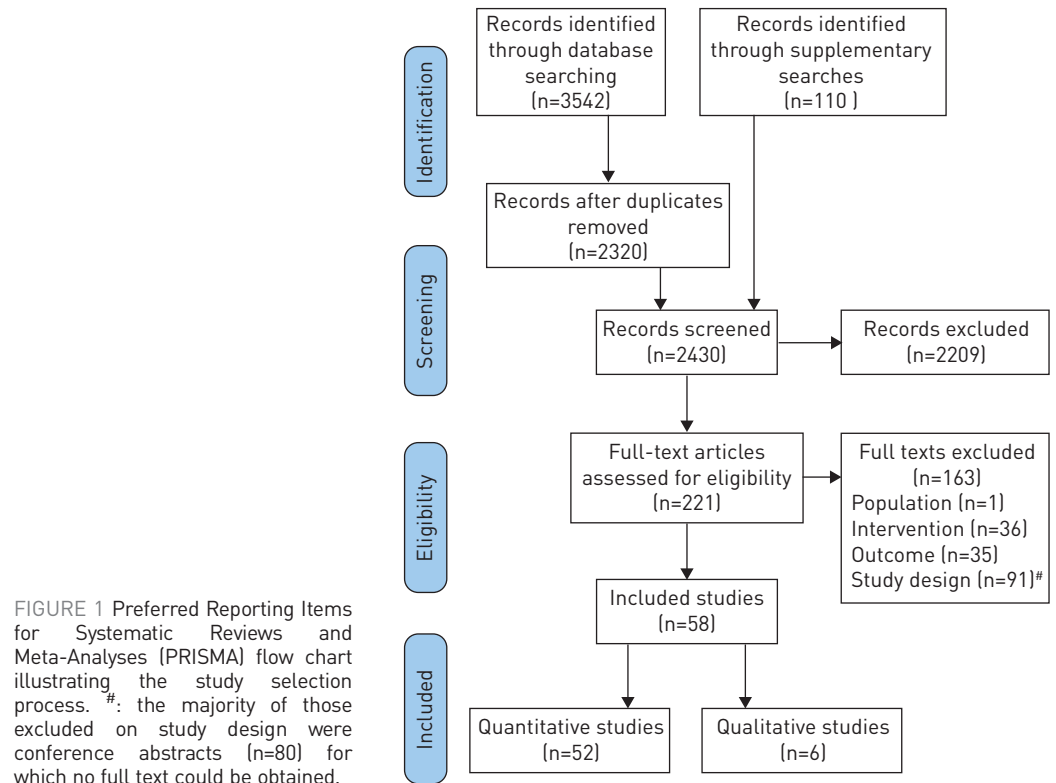 Records identified
through database
searching
(n=3542)
Records identified
through supplementary
searches
(n=110 )
Identification
Records after duplicates
removed
(n=2320)
Screening
Records screened
(n=2430)
Records excluded
(n=2209)
Eligibility
Full-text articles
assessed for eligibility
(n=221)
Full texts excluded
(n=163)
Population (n=1)
Intervention (n=36)
Outcome (n=35)
Study design (n=91)#
Included studies
(n=58)
Included
Quantitative studies
(n=52)
Qualitative studies
(n=6)
FIGURE 1 Preferred Reporting Items
for Systematic Reviews and
Meta-Analyses (PRISMA) flow chart
illustrating the study selection
process. #: the majority of those
excluded on study design were
conference abstracts (n=80) for
which no full text could be obtained.